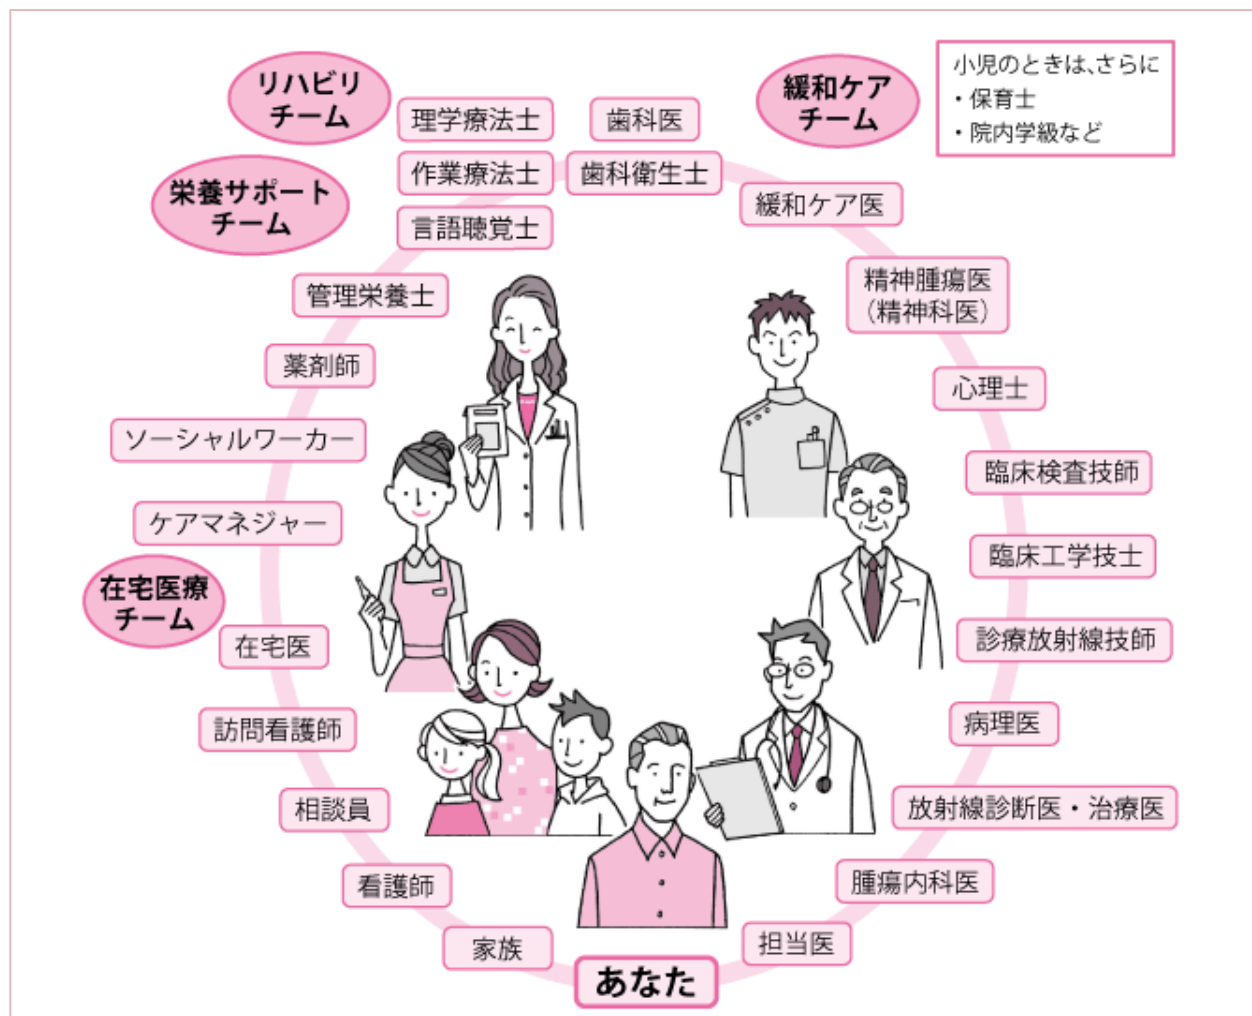 リハビリ
チーム
緩和ケア
チーム
小児のときは、さらに
・保育士
・院内学級など
理学療法士
歯科医
作業療法士
歯科衛生士
言語聴覚士
緩和ケア医
栄養サポート
チーム
管理栄養士
精神腫瘍医
（精神科医）
薬剤師
心理士
ソーシャルワーカー
臨床検査技師
ケアマネジャー
臨床工学技士
在宅医療
チーム
在宅医
診療放射線技師
訪問看護師
病理医
相談員
放射線診断医・治療医
看護師
腫瘍内科医
家族
担当医
あなた